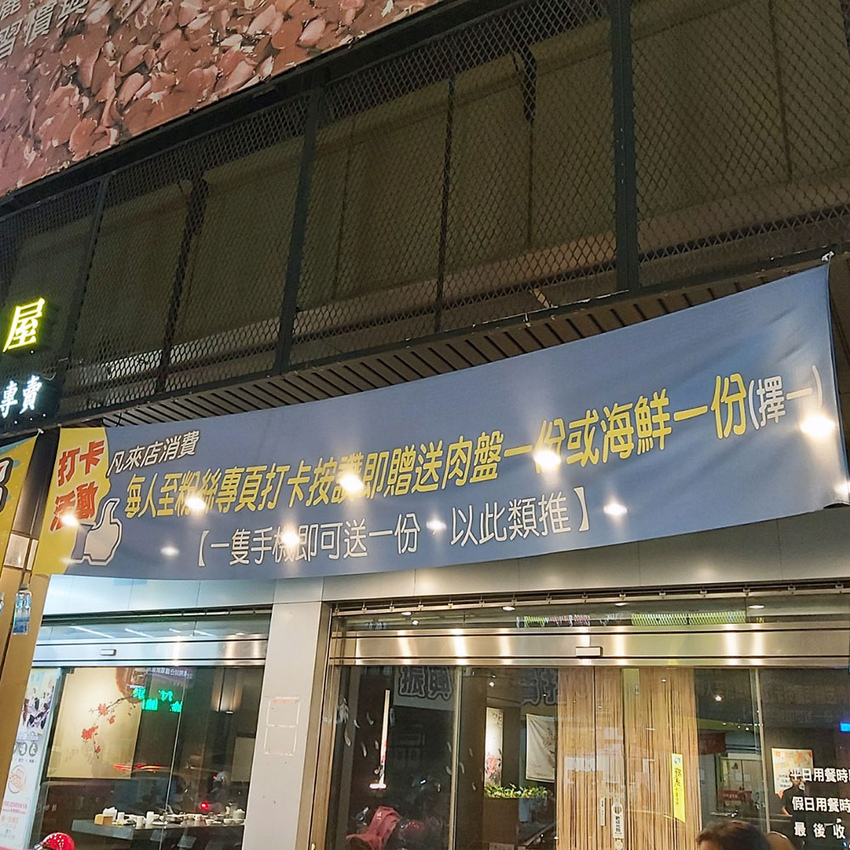 習慣與
屋
專賣
打卡
活動
凡來店消費
每人至粉絲專頁打卡按讚即贈送肉盤一份或海鮮一份(擇一)
【一隻手機即可送一份，以此類推】
平日用餐時
假日用餐時
最後收